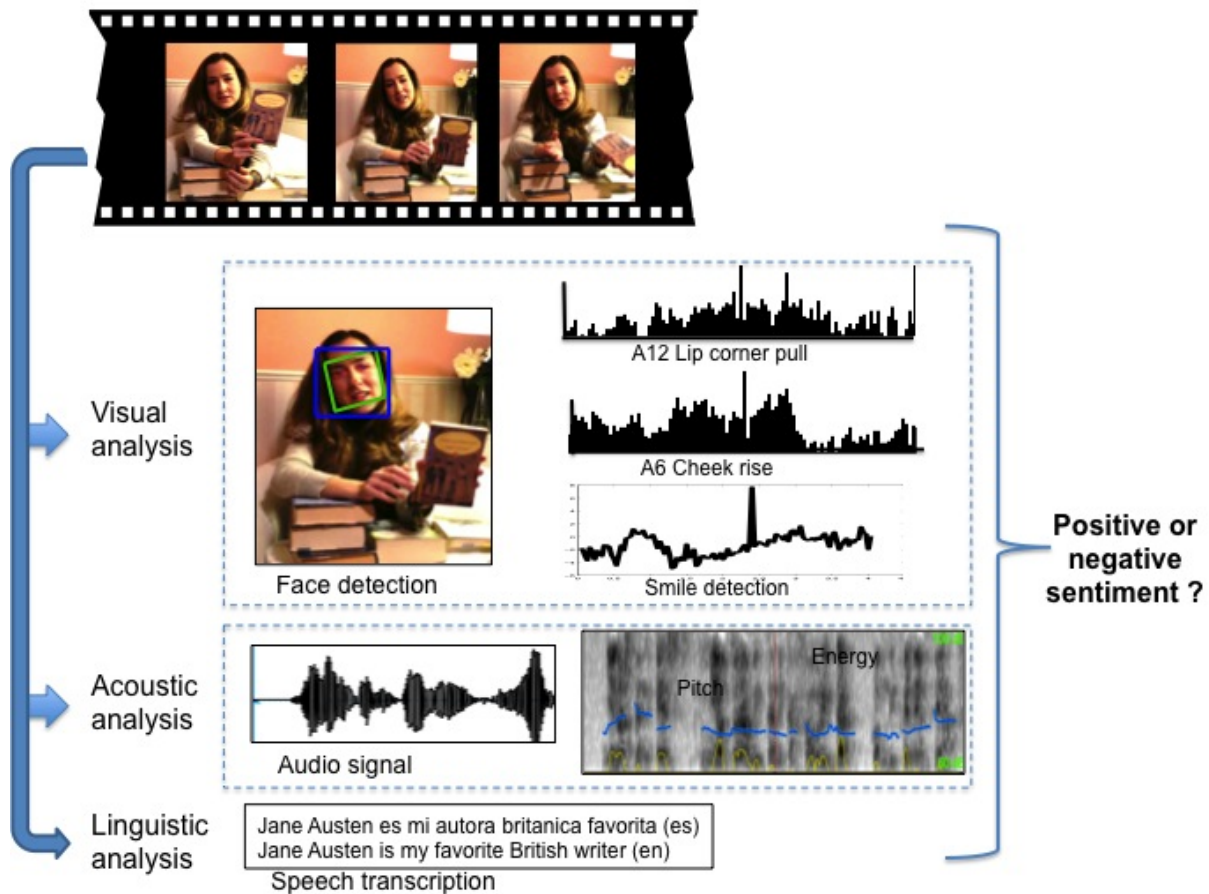 Visual
analysis
Face detection
A12 Lip corner pull
A6 Cheek rise
Smile detection
Acoustic
analysis
Audio signal
Pitch
Energy
Linguistic
analysis
Jane Austen es mi autora britanica favorita (es)
Jane Austen is my favorite British writer (en)
Speech transcription
Positive or
negative
sentiment ?